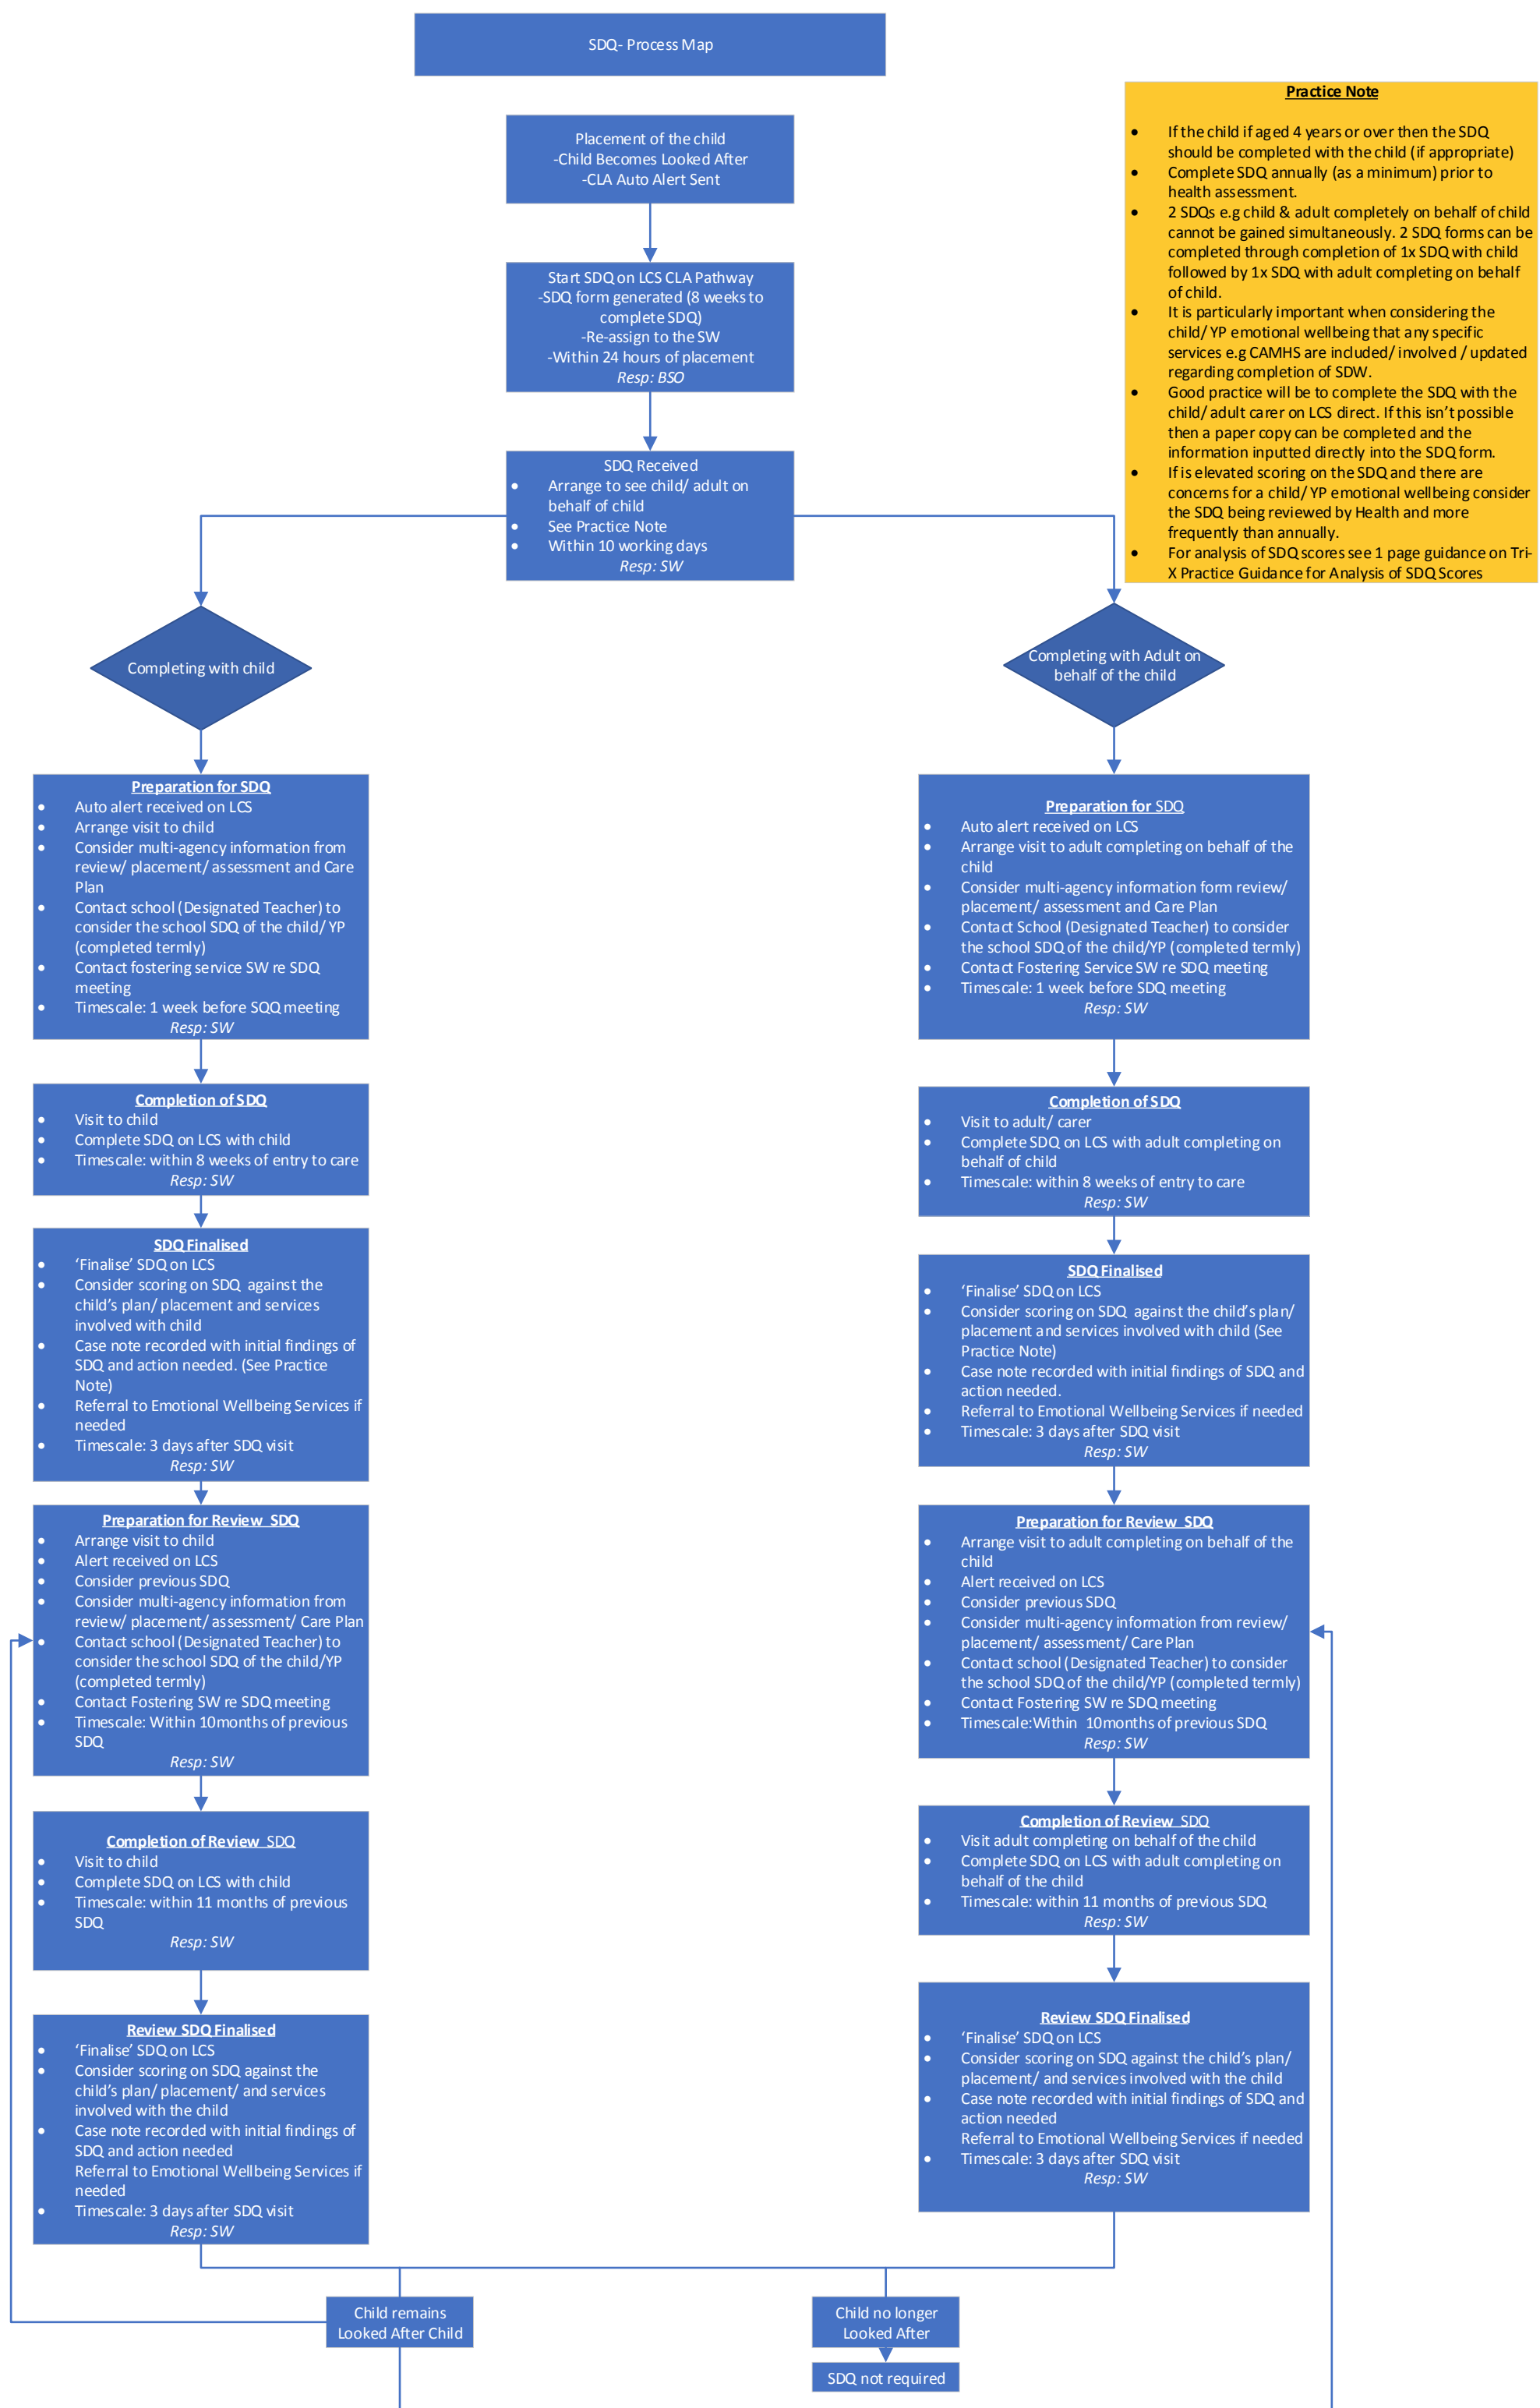 SDQ- Process Map
Placement of the child
-Child Becomes Looked After
-CLA Auto Alert Sent
Start SDQ on LCS CLA Pathway
-SDQ form generated (8 weeks to
complete SDQ)
-Re-assign to the SW
-Within 24 hours of placement
Resp: BSO
SDQ Received
• Arrange to see child/ adult on
behalf of child
• See Practice Note
• Within 10 working days
Resp: SW
Practice Note
• If the child if aged 4 years or over then the SDQ
should be completed with the child (if appropriate)
• Complete SDQ annually (as a minimum) prior to
health assessment.
• 2 SDQs e.g child & adult completely on behalf of child
cannot be gained simultaneously. 2 SDQ forms can be
completed through completion of 1x SDQ with child
followed by 1x SDQ with adult completing on behalf
of child.
• It is particularly important when considering the
child/ YP emotional wellbeing that any specific
services e.g CAMHS are included/ involved / updated
regarding completion of SDW.
• Good practice will be to complete the SDQ with the
child/ adult carer on LCS direct. If this isn't possible
then a paper copy can be completed and the
information inputted directly into the SDQ form.
• If is elevated scoring on the SDQ and there are
concerns for a child/ YP emotional wellbeing consider
the SDQ being reviewed by Health and more
frequently than annually.
• For analysis of SDQ scores see 1 page guidance on Tri-
X Practice Guidance for Analysis of SDQ Scores
Completing with child
Preparation for SDQ
• Auto alert received on LCS
• Arrange visit to child
• Consider multi-agency information from
review/ placement/ assessment and Care
Plan
• Contact school (Designated Teacher) to
consider the school SDQ of the child/ YP
(completed termly)
• Contact fostering service SW re SDQ
meeting
• Timescale: 1 week before SQQ meeting
Resp: SW
Completion of SDQ
• Visit to child
• Complete SDQ on LCS with child
• Timescale: within 8 weeks of entry to care
Resp: SW
SDQ Finalised
• ‘Finalise’ SDQ on LCS
• Consider scoring on SDQ against the
child’s plan/ placement and services
involved with child
• Case note recorded with initial findings of
SDQ and action needed. (See Practice
Note)
• Referral to Emotional Wellbeing Services if
needed
• Timescale: 3 days after SDQ visit
Resp: SW
Preparation for Review SDQ
• Arrange visit to child
• Alert received on LCS
• Consider previous SDQ
• Consider multi-agency information from
review/ placement/ assessment/ Care Plan
• Contact school (Designated Teacher) to
consider the school SDQ of the child/YP
(completed termly)
• Contact Fostering SW re SDQ meeting
• Timescale: Within 10months of previous
SDQ
Resp: SW
Completion of Review SDQ
• Visit to child
• Complete SDQ on LCS with child
• Timescale: within 11 months of previous
SDQ
Resp: SW
Review SDQ Finalised
• ‘Finalise’ SDQ on LCS
• Consider scoring on SDQ against the
child’s plan/ placement/ and services
involved with the child
• Case note recorded with initial findings of
SDQ and action needed
Referral to Emotional Wellbeing Services if
needed
• Timescale: 3 days after SDQ visit
Resp: SW
Completing with Adult on
behalf of the child
Preparation for SDQ
• Auto alert received on LCS
• Arrange visit to adult completing on behalf of the
child
• Consider multi-agency information form review/
placement/ assessment and Care Plan
• Contact School (Designated Teacher) to consider
the school SDQ of the child/YP (completed termly)
• Contact Fostering Service SW re SDQ meeting
• Timescale: 1 week before SDQ meeting
Resp: SW
Completion of SDQ
• Visit to adult/ carer
• Complete SDQ on LCS with adult completing on
behalf of child
• Timescale: within 8 weeks of entry to care
Resp: SW
SDQ Finalised
• ‘Finalise’ SDQ on LCS
• Consider scoring on SDQ against the child’s plan/
placement and services involved with child (See
Practice Note)
• Case note recorded with initial findings of SDQ and
action needed.
• Referral to Emotional Wellbeing Services if needed
• Timescale: 3 days after SDQ visit
Resp: SW
Preparation for Review SDQ
• Arrange visit to adult completing on behalf of the
child
• Alert received on LCS
• Consider previous SDQ
• Consider multi-agency information from review/
placement/ assessment/ Care Plan
• Contact school (Designated Teacher) to consider
the school SDQ of the child/YP (completed termly)
• Contact Fostering SW re SDQ meeting
• Timescale:Within 10months of previous SDQ
Resp: SW
Completion of Review SDQ
• Visit adult completing on behalf of the child
• Complete SDQ on LCS with adult completing on
behalf of the child
• Timescale: within 11 months of previous SDQ
Resp: SW
Review SDQ Finalised
• ‘Finalise’ SDQ on LCS
• Consider scoring on SDQ against the child’s plan/
placement/ and services involved with the child
• Case note recorded with initial findings of SDQ and
action needed
Referral to Emotional Wellbeing Services if needed
• Timescale: 3 days after SDQ visit
Resp: SW
Child remains
Looked After Child
Child no longer
Looked After
SDQ not required